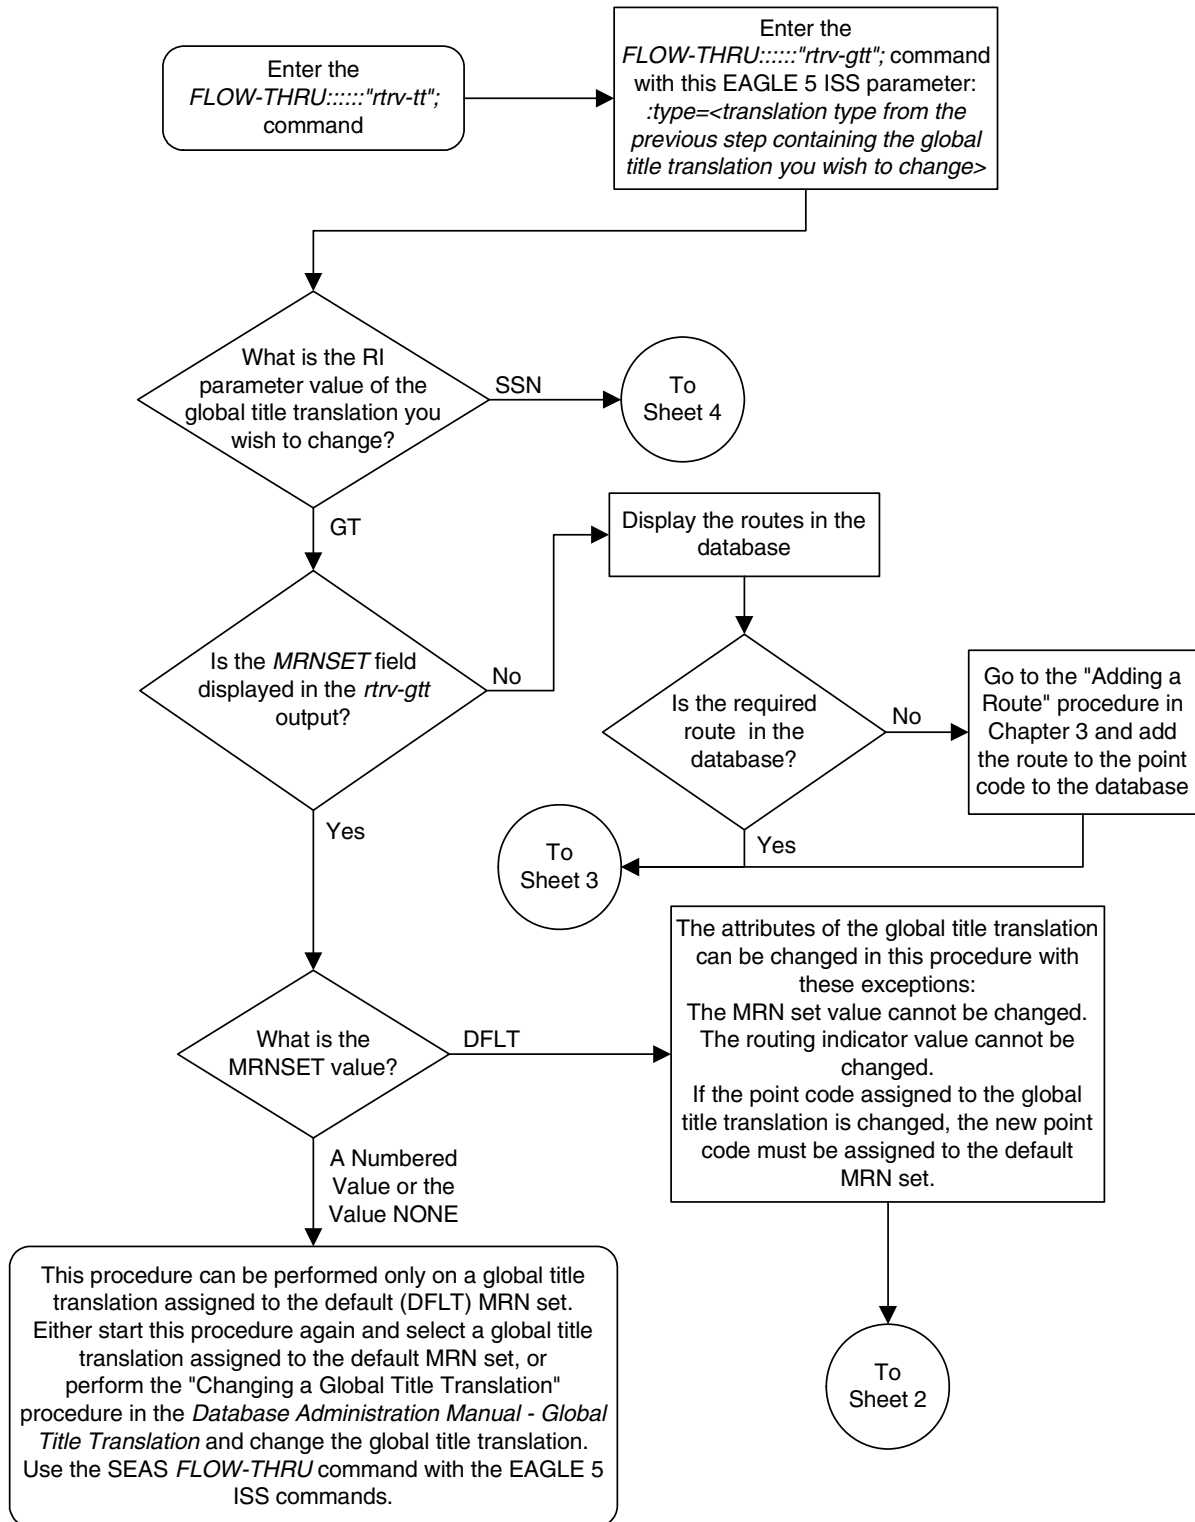 Enter the
FLOW-THRU::::::"rtrv-tt";
command
Enter the
FLOW-THRU::::::"rtrv-gtt"; command
with this EAGLE 5 ISS parameter:
:type=<translation type from the
previous step containing the global
title translation you wish to change>
What is the RI
parameter value of the
global title translation you
wish to change?
SSN
To
Sheet 4
GT
Display the routes in the
database
Is the MRNSET field
displayed in the rtrv-gtt
output?
No
Is the required
route in the
database?
No
Go to the "Adding a
Route" procedure in
Chapter 3 and add
the route to the point
code to the database
Yes
Yes
To
Sheet 3
The attributes of the global title translation
can be changed in this procedure with
these exceptions:
The MRN set value cannot be changed.
The routing indicator value cannot be
changed.
If the point code assigned to the global
title translation is changed, the new point
code must be assigned to the default
MRN set.
What is the
MRNSET value?
DFLT
A Numbered
Value or the
Value NONE
This procedure can be performed only on a global title
translation assigned to the default (DFLT) MRN set.
Either start this procedure again and select a global title
translation assigned to the default MRN set, or
perform the "Changing a Global Title Translation"
procedure in the Database Administration Manual - Global
Title Translation and change the global title translation.
Use the SEAS FLOW-THRU command with the EAGLE 5
ISS commands.
To
Sheet 2